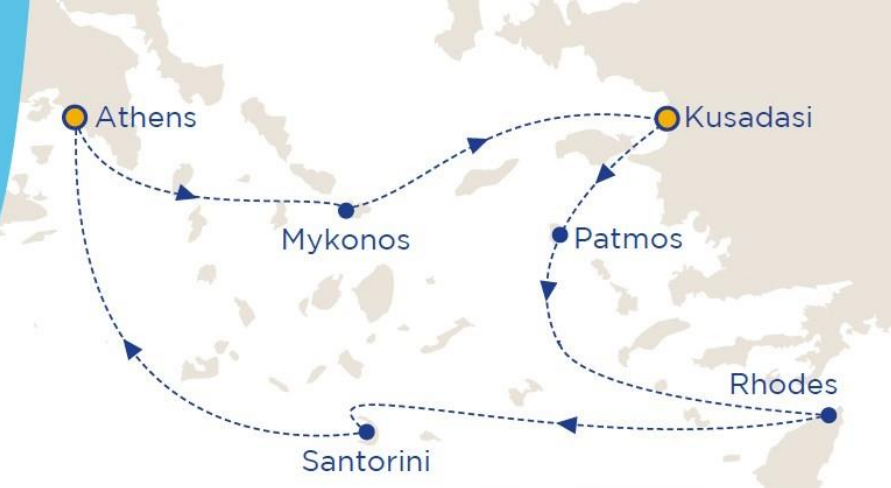 Athens
Kusadasi
Mykonos
Patmos
Rhodes
Santorini